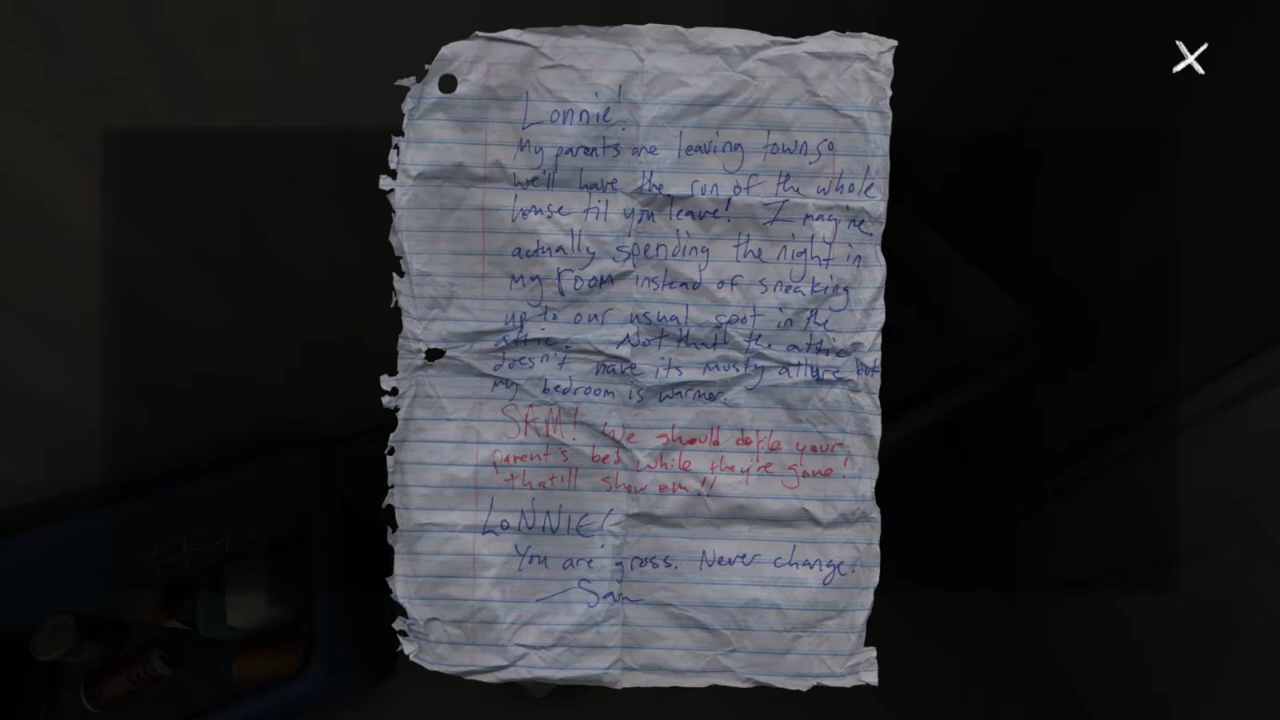 Lonnie!
My parents are leaving town so
we'll have the run of the whole
house til you leave! Imagine
actually spending the night in
my room instead of sneaking
up to our usual spot in the
attic. Not that the attic
doesn't have its musty allure but
my bedroom is warmer.
SAM! We should defile your
parent's bed while they're gone!
that'll show em!!
LONNIE!
You are gross. Never change.
—Sam